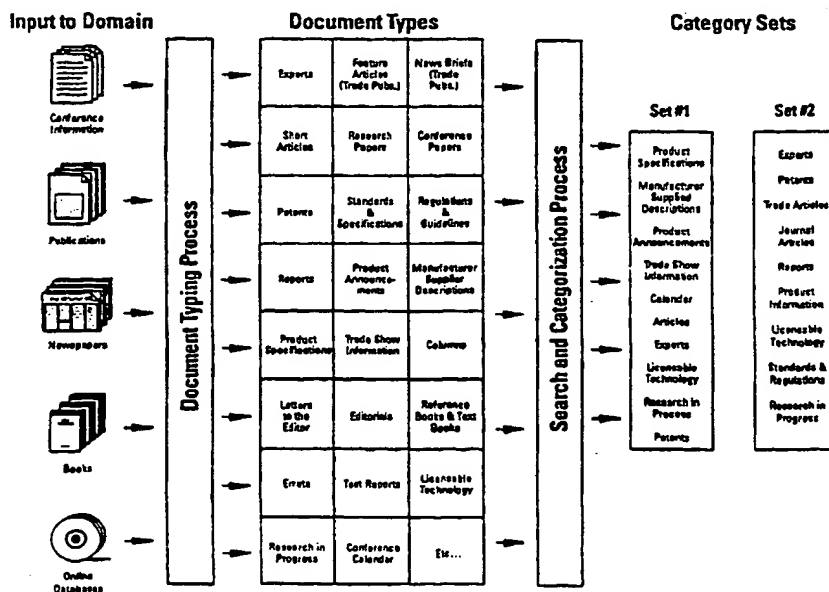 Input to Domain
Document Types
Category Sets
Conference
Information
Publications
Newspapers
Books
Online
Databases
Document Typing Process
Experts
Feature
Articles
(Trade Pubs.)
News Briefs
(Trade
Pubs.)
Short
Articles
Research
Papers
Conference
Papers
Patents
Standards
&
Specifications
Regulations
&
Guidelines
Reports
Product
Announce-
ments
Manufacturer
Supplier
Descriptions
Product
Specifications
Trade Show
Information
Columns
Letters
to the
Editor
Editorials
Reference
Books & Text
Books
Errata
Test Reports
Licensable
Technology
Research in
Progress
Conference
Calendar
Etc...
Search and Categorization Process
Set #1
Product
Specifications
Manufacturer
Supplied
Descriptions
Product
Announcements
Trade Show
Information
Calendar
Articles
Experts
Licensable
Technology
Research in
Process
Patents
Set #2
Experts
Patents
Trade Articles
Journal
Articles
Reports
Product
Information
Licensable
Technology
Standards &
Regulations
Research in
Progress